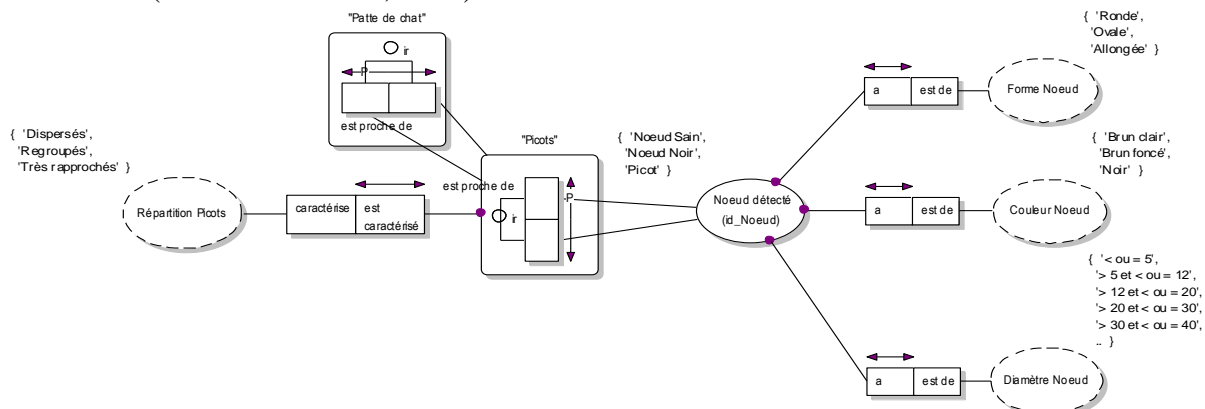 "Patte de chat"
ir
P
est proche de
{ 'Dispersés',
'Regroupés',
'Très rapprochés' }
Répartition Picots
caractérise
est
caractérisé
"Picots"
est proche de
ir
P
{ 'Noeud Sain',
'Noeud Noir',
'Picot' }
Noeud détecté
(id_Noeud)
{ 'Ronde',
'Ovale',
'Allongée' }
a
est de
Forme Noeud
{ 'Brun clair',
'Brun foncé',
'Noir' }
a
est de
Couleur Noeud
{ '< ou = 5',
'> 5 et < ou = 12',
'> 12 et < ou = 20',
'> 20 et < ou = 30',
'> 30 et < ou = 40',
.. }
a
est de
Diamètre Noeud